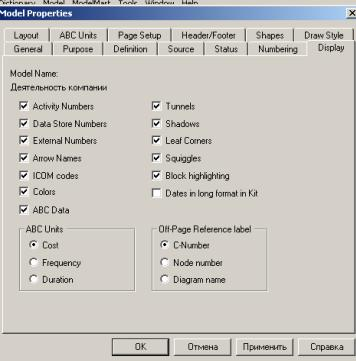 Dictionary Model ModelMart Tools Window Help
Model Properties
Layout ABC Units Page Setup Header/Footer Shapes Draw Style
General Purpose Definition Source Status Numbering Display
Model Name:
Деятельность компании
Activity Numbers Tunnels
Data Store Numbers Shadows
External Numbers Leaf Corners
Arrow Names Squiggles
ICOM codes Block highlighting
Colors Dates in long format in Kit
ABC Data
ABC Units Off-Page Reference label
Cost C-Number
Frequency Node number
Duration Diagram name
OK Отмена Применить Справка